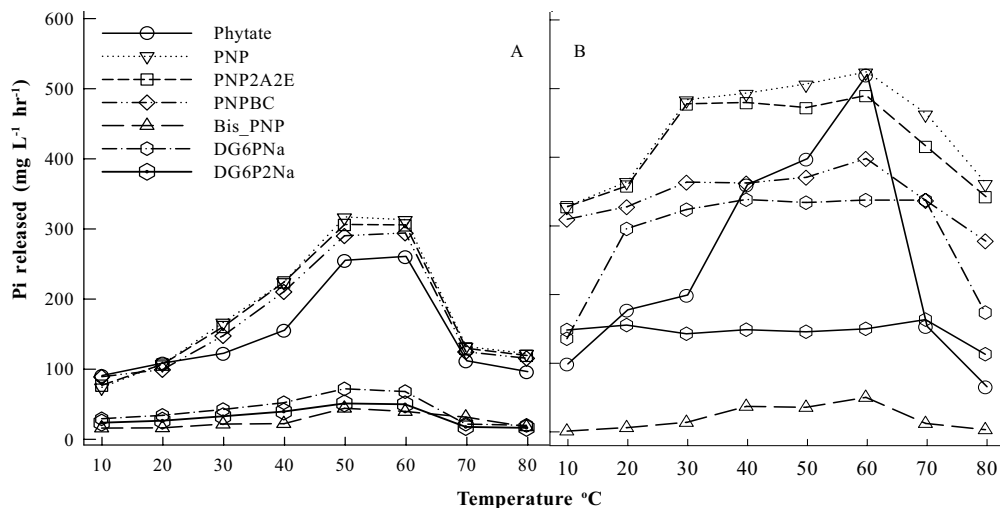 600
500
400
300
200
100
0
Pi released (mg L⁻¹ hr⁻¹)
Phytate
PNP
PNP2A2E
PNPBC
Bis_PNP
DG6PNa
DG6P2Na
A
B
10 20 30 40 50 60 70 80
10 20 30 40 50 60 70 80
Temperature °C